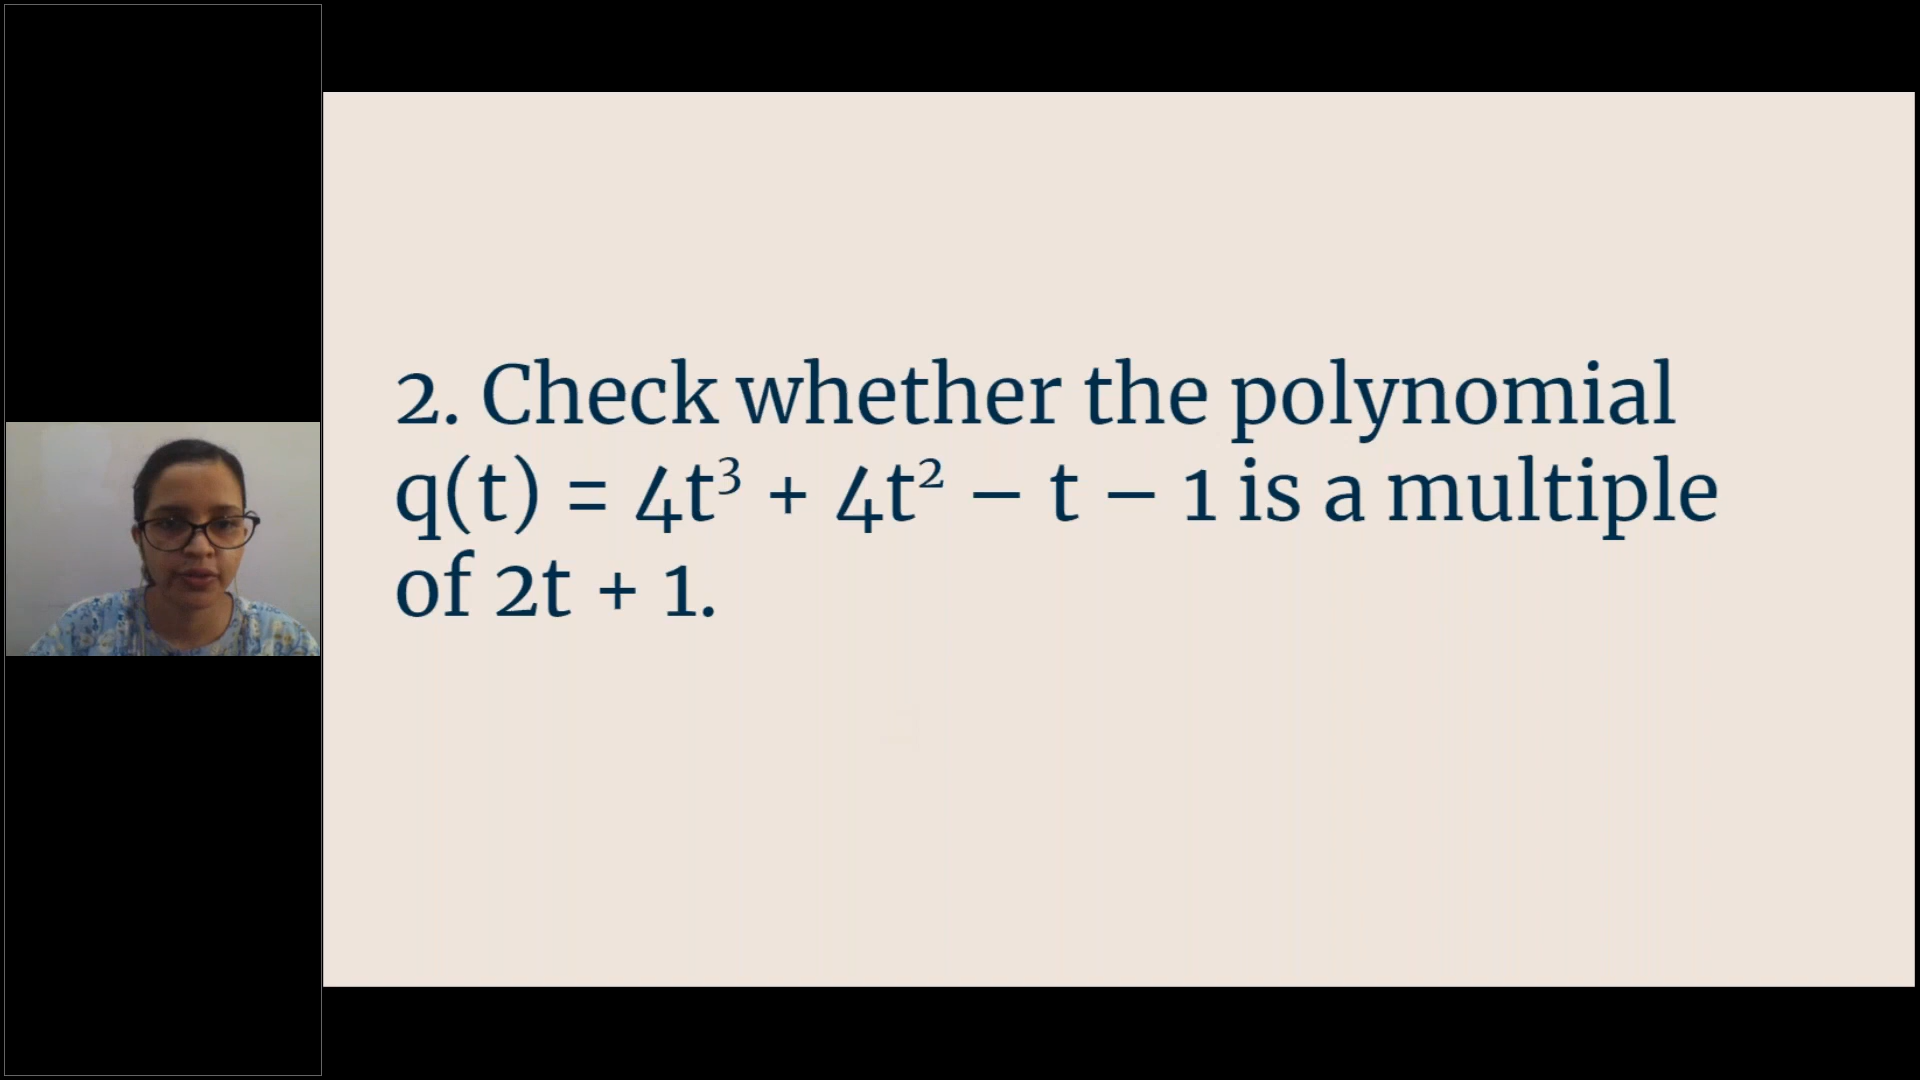 2. Check whether the polynomial
q(t) = 4t³ + 4t² – t – 1 is a multiple
of 2t + 1.